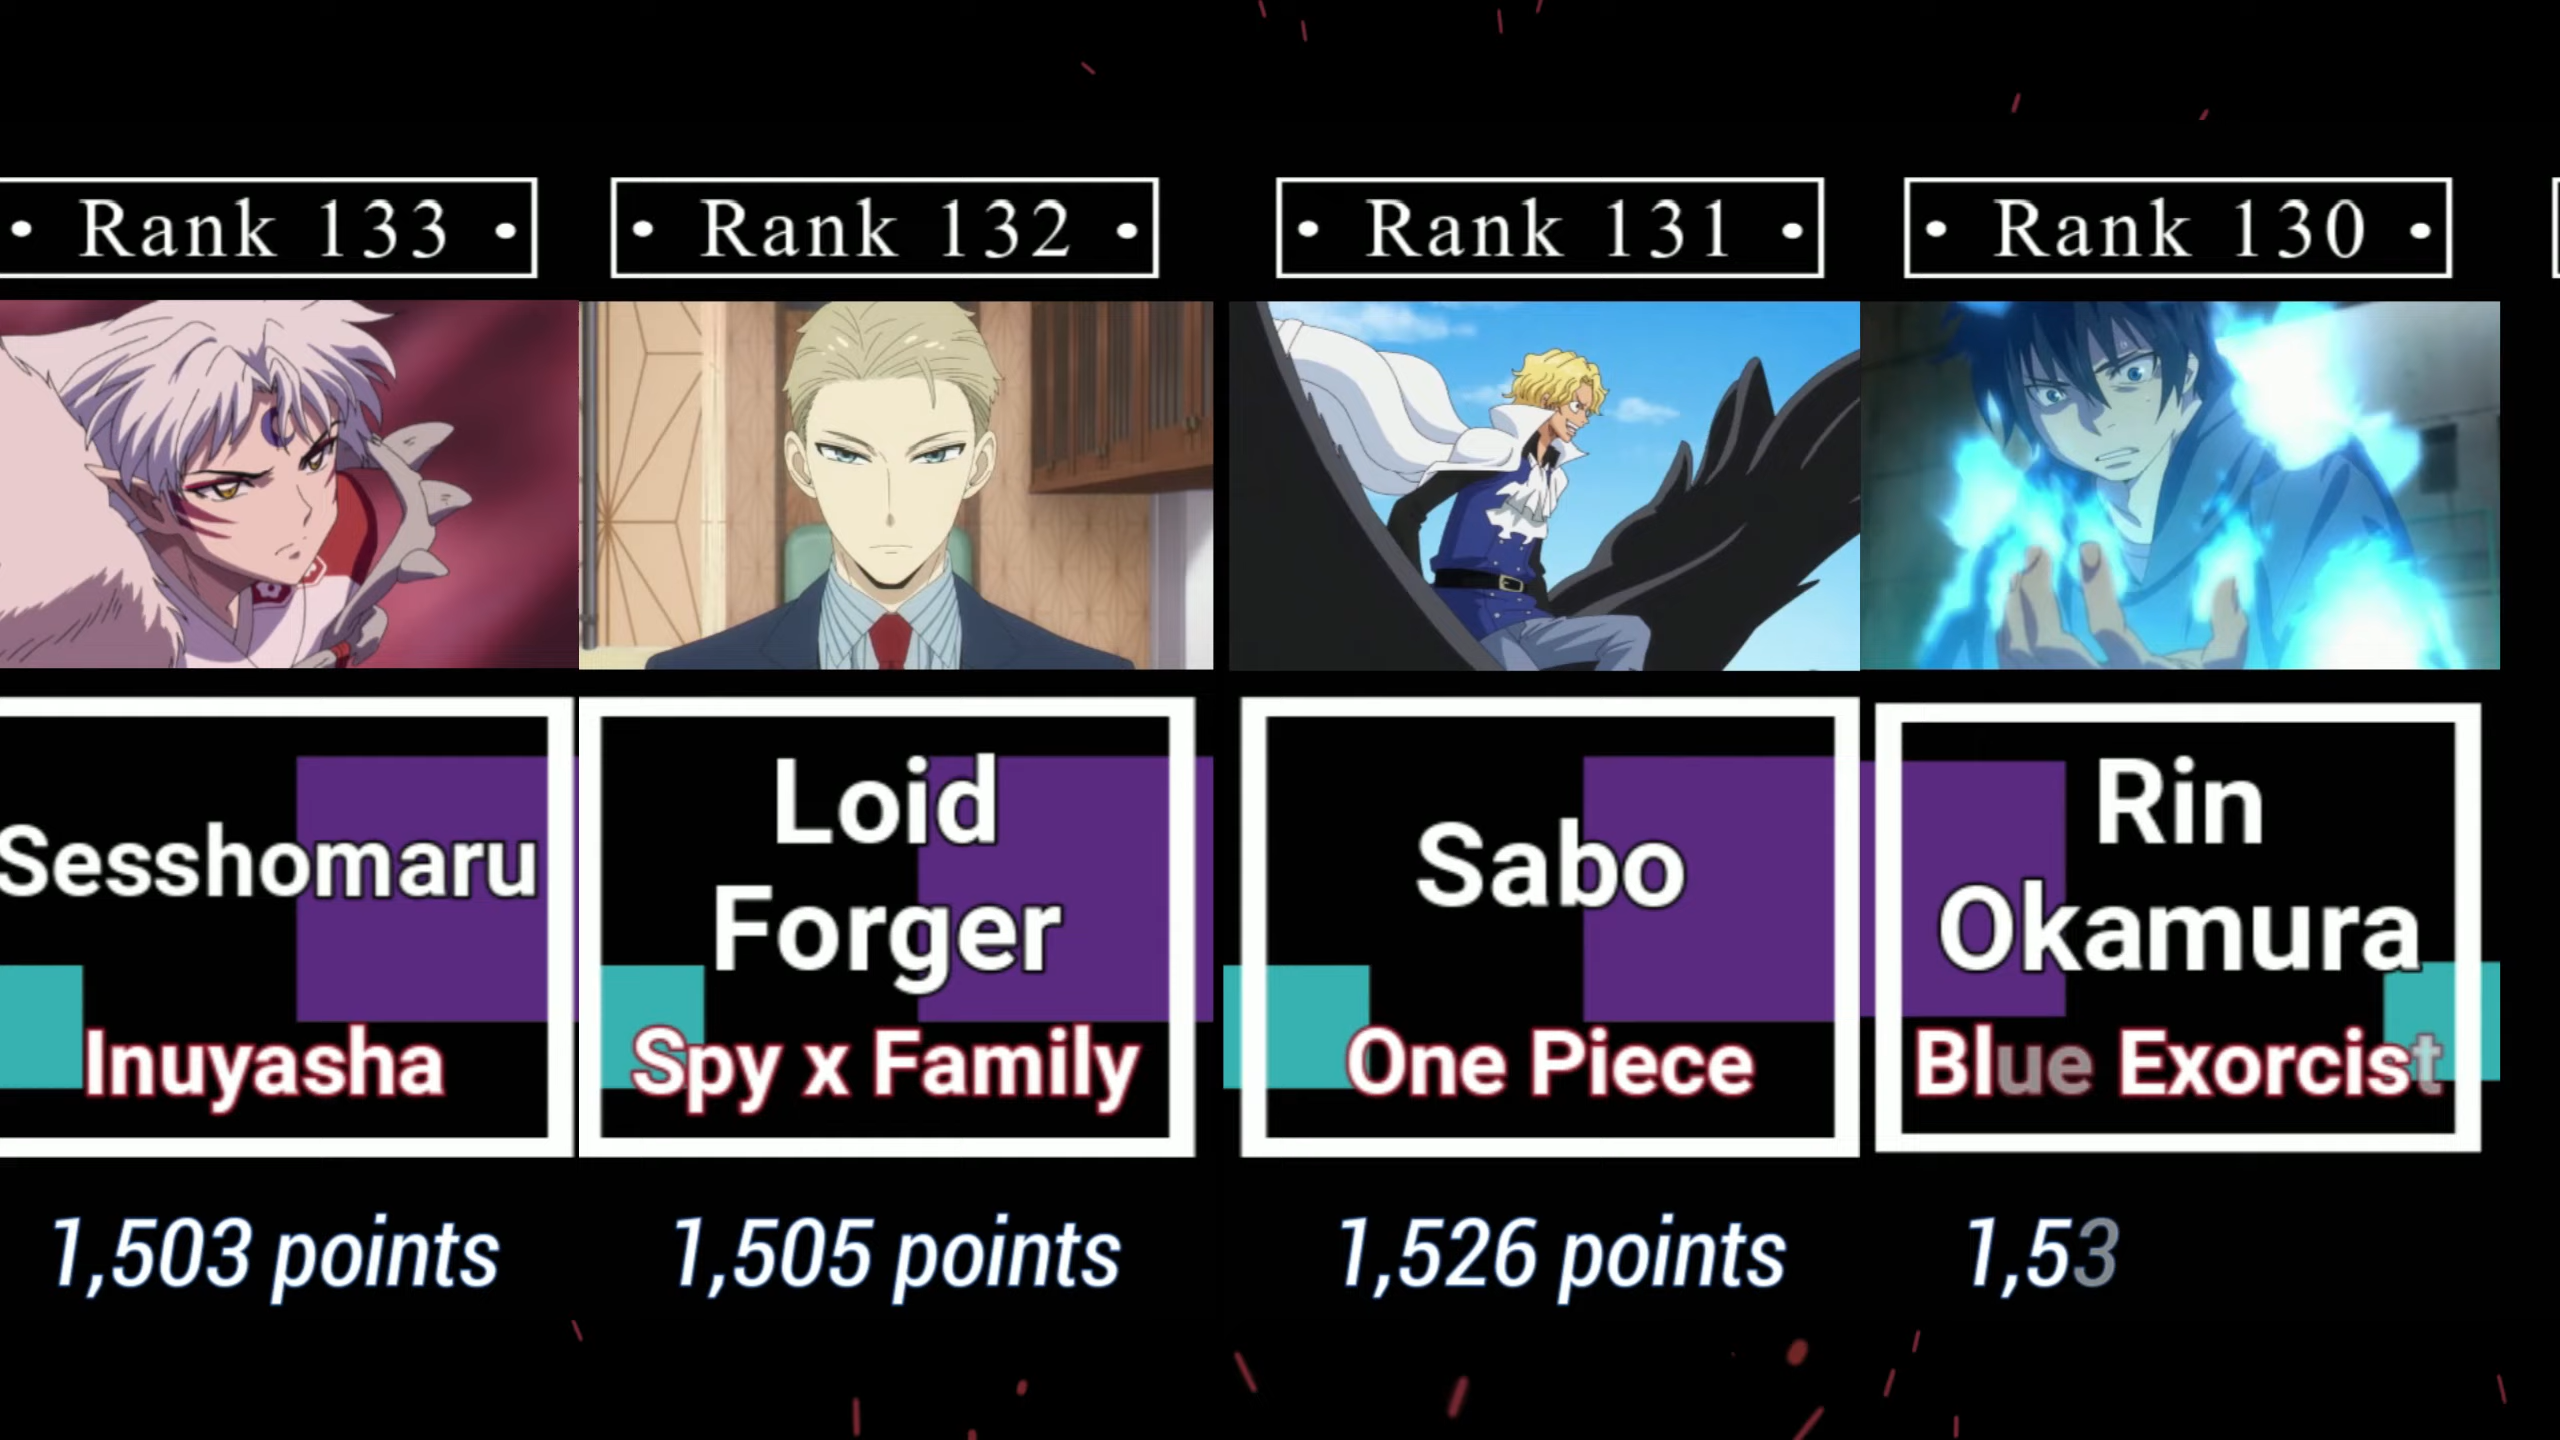 • Rank 133 •
Sesshomaru
Inuyasha
1,503 points
• Rank 132 •
Loid
Forger
Spy x Family
1,505 points
• Rank 131 •
Sabo
One Piece
1,526 points
• Rank 130 •
Rin
Okamura
Blue Exorcist
1,53